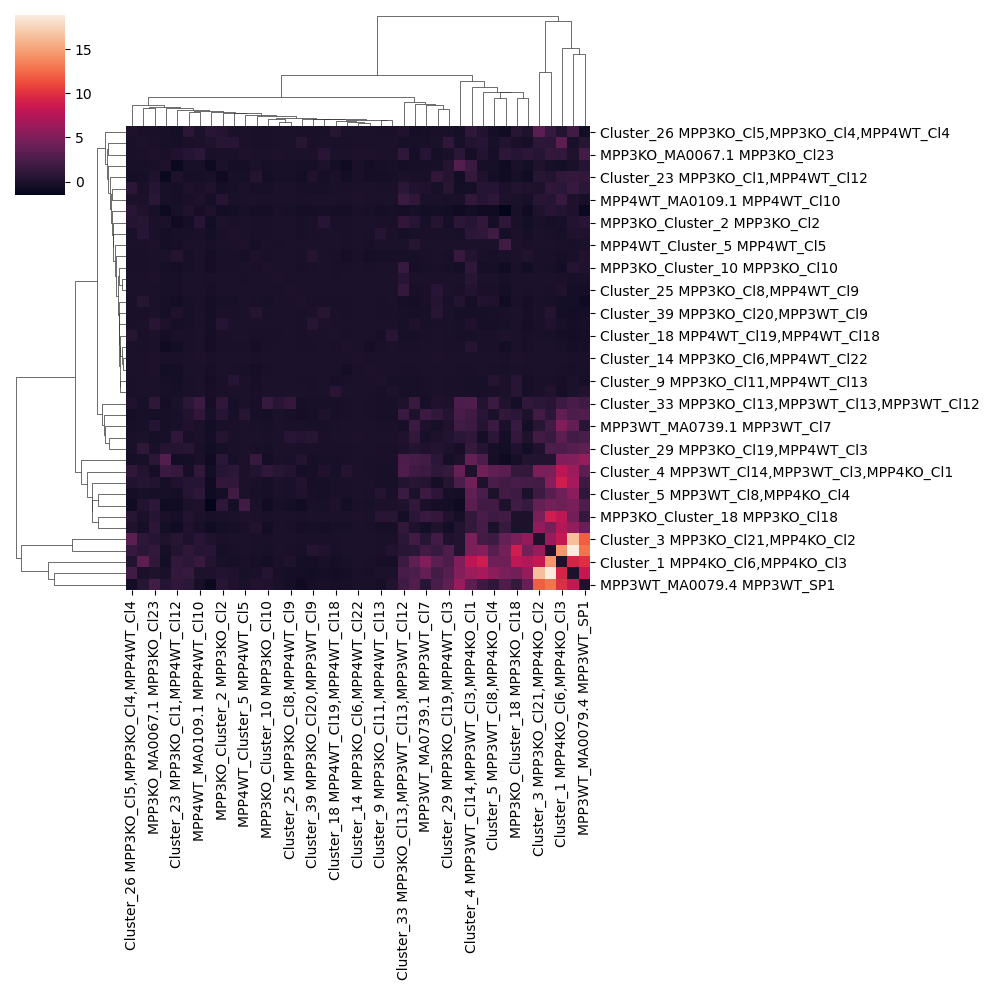 15
10
5
0
Cluster_26 MPP3KO_Cl5,MPP3KO_Cl4,MPP4WT_Cl4
MPP3KO_MA0067.1 MPP3KO_Cl23
Cluster_23 MPP3KO_Cl1,MPP4WT_Cl12
MPP4WT_MA0109.1 MPP4WT_Cl10
MPP3KO_Cluster_2 MPP3KO_Cl2
MPP4WT_Cluster_5 MPP4WT_Cl5
MPP3KO_Cluster_10 MPP3KO_Cl10
Cluster_25 MPP3KO_Cl8,MPP4WT_Cl9
Cluster_39 MPP3KO_Cl20,MPP3WT_Cl9
Cluster_18 MPP4WT_Cl19,MPP4WT_Cl18
Cluster_14 MPP3KO_Cl6,MPP4WT_Cl22
Cluster_9 MPP3KO_Cl11,MPP4WT_Cl13
Cluster_33 MPP3KO_Cl13,MPP3WT_Cl13,MPP3WT_Cl12
MPP3WT_MA0739.1 MPP3WT_Cl7
Cluster_29 MPP3KO_Cl19,MPP4WT_Cl3
Cluster_4 MPP3WT_Cl14,MPP3WT_Cl3,MPP4KO_Cl1
Cluster_5 MPP3WT_Cl8,MPP4KO_Cl4
MPP3KO_Cluster_18 MPP3KO_Cl18
Cluster_3 MPP3KO_Cl21,MPP4KO_Cl2
Cluster_1 MPP4KO_Cl6,MPP4KO_Cl3
MPP3WT_MA0079.4 MPP3WT_SP1
Cluster_26 MPP3KO_Cl5,MPP3KO_Cl4,MPP4WT_Cl4
MPP3KO_MA0067.1 MPP3KO_Cl23
Cluster_23 MPP3KO_Cl1,MPP4WT_Cl12
MPP4WT_MA0109.1 MPP4WT_Cl10
MPP3KO_Cluster_2 MPP3KO_Cl2
MPP4WT_Cluster_5 MPP4WT_Cl5
MPP3KO_Cluster_10 MPP3KO_Cl10
Cluster_25 MPP3KO_Cl8,MPP4WT_Cl9
Cluster_39 MPP3KO_Cl20,MPP3WT_Cl9
Cluster_18 MPP4WT_Cl19,MPP4WT_Cl18
Cluster_14 MPP3KO_Cl6,MPP4WT_Cl22
Cluster_9 MPP3KO_Cl11,MPP4WT_Cl13
Cluster_33 MPP3KO_Cl13,MPP3WT_Cl13,MPP3WT_Cl12
MPP3WT_MA0739.1 MPP3WT_Cl7
Cluster_29 MPP3KO_Cl19,MPP4WT_Cl3
Cluster_4 MPP3WT_Cl14,MPP3WT_Cl3,MPP4KO_Cl1
Cluster_5 MPP3WT_Cl8,MPP4KO_Cl4
MPP3KO_Cluster_18 MPP3KO_Cl18
Cluster_3 MPP3KO_Cl21,MPP4KO_Cl2
Cluster_1 MPP4KO_Cl6,MPP4KO_Cl3
MPP3WT_MA0079.4 MPP3WT_SP1